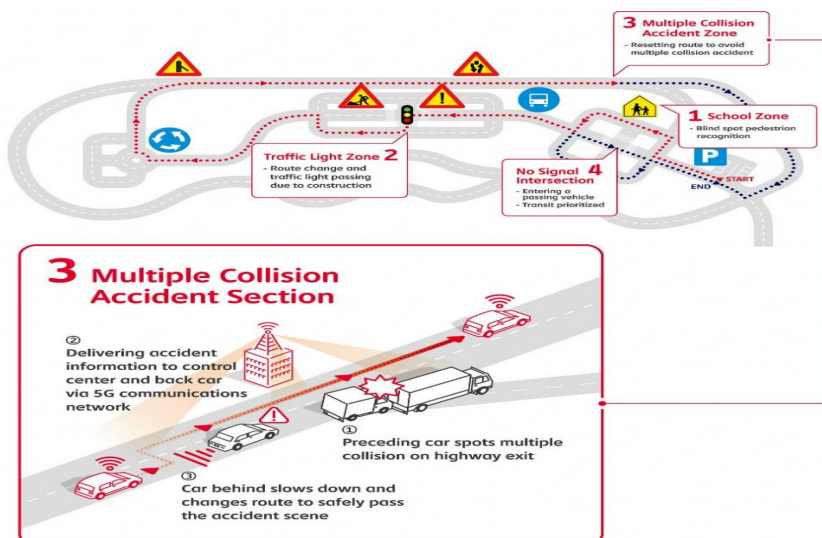 3 Multiple Collision
Accident Zone
- Resetting route to avoid
multiple collision accident
1 School Zone
- Blind spot pedestrion
recognition
Traffic Light Zone 2
- Route change and
traffic light passing
due to construction
No Signal 4
Intersection
- Entering a
passing vehicle
- Transit prioritized
P
START
END
3 Multiple Collision
Accident Section
②
Delivering accident
information to control
center and back car
via 5G communications
network
①
Preceding car spots multiple
collision on highway exit
③
Car behind slows down and
changes route to safely pass
the accident scene